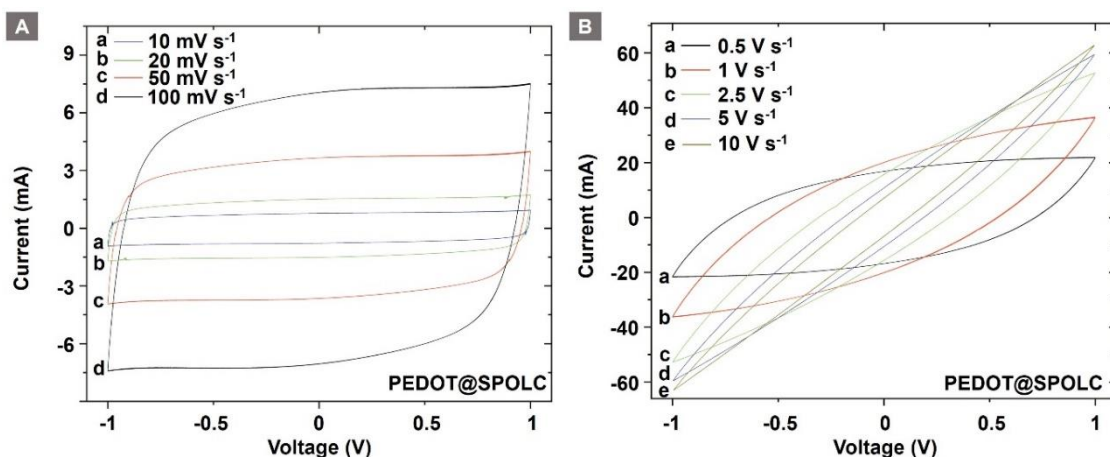 A
a 10 mV s⁻¹
b 20 mV s⁻¹
c 50 mV s⁻¹
d 100 mV s⁻¹
9
6
3
0
-3
-6
Current (mA)
a
b
c
d
PEDOT@SPOLC
-1
-0.5
0
0.5
1
Voltage (V)
B
a 0.5 V s⁻¹
b 1 V s⁻¹
c 2.5 V s⁻¹
d 5 V s⁻¹
e 10 V s⁻¹
60
40
20
0
-20
-40
-60
Current (mA)
a
b
c
d
e
PEDOT@SPOLC
-1
-0.5
0
0.5
1
Voltage (V)